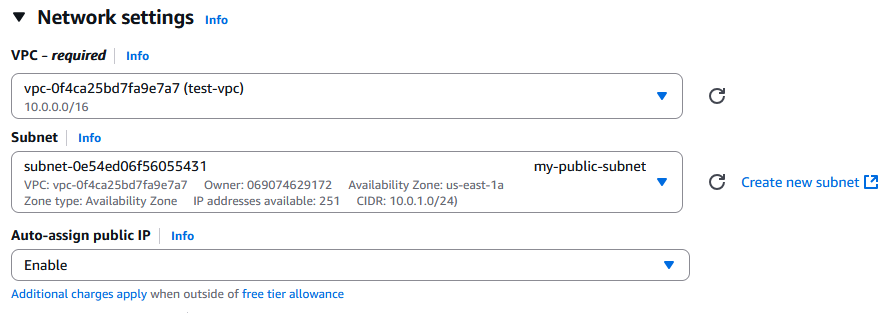 Network settings Info
VPC – required Info
vpc-0f4ca25bd7fa9e7a7 (test-vpc)
10.0.0.0/16
Subnet Info
subnet-0e54ed06f56055431 my-public-subnet
VPC: vpc-0f4ca25bd7fa9e7a7 Owner: 069074629172 Availability Zone: us-east-1a
Zone type: Availability Zone IP addresses available: 251 CIDR: 10.0.1.0/24)
Create new subnet
Auto-assign public IP Info
Enable
Additional charges apply when outside of free tier allowance